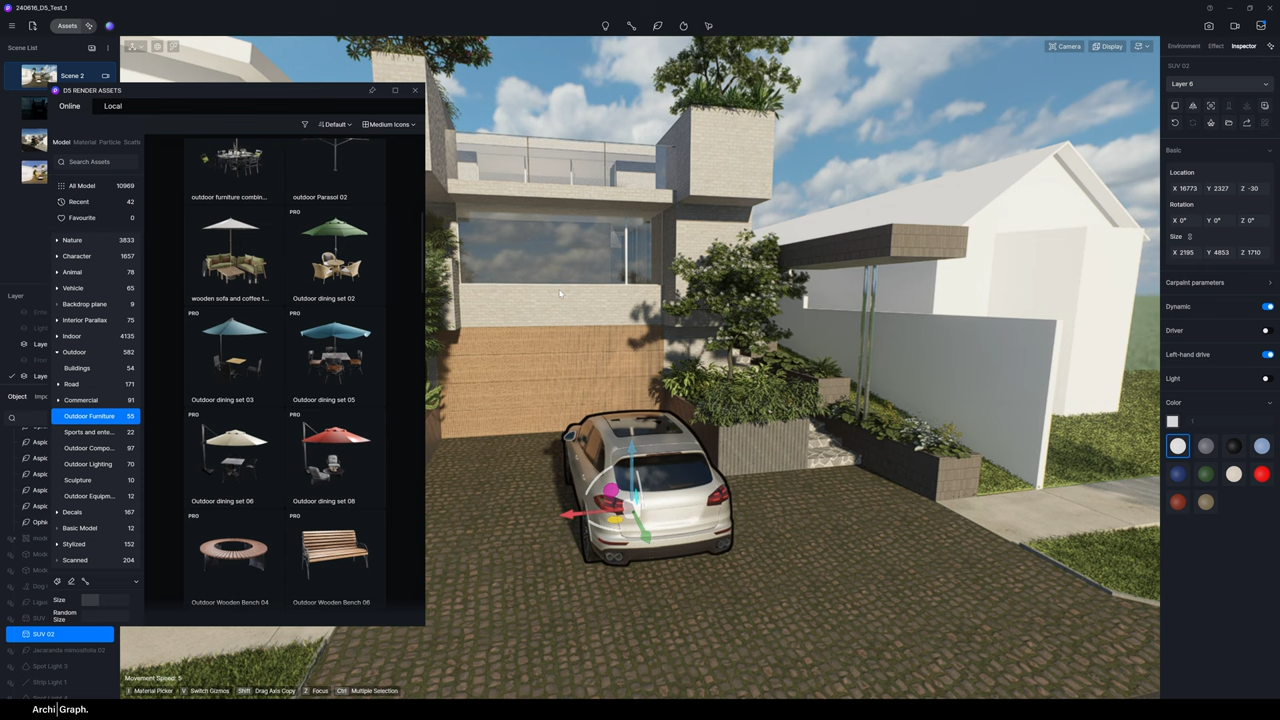 240616_D5_Test_1
Assets
Camera
Display
Environment
Effect
Inspector
Scene List
Scene 2
SUV 02
Layer 6
D5 RENDER ASSETS
Online
Local
Default
Medium Icons
Model
Material
Particle
Search Assets
All Model 10969
Recent 42
Favourite 0
Nature 3833
Character 1657
Animal 78
Vehicle 65
Backdrop plane 9
Interior Parallax 75
Indoor 4135
Outdoor 582
Buildings 54
Road 171
Commercial 91
Outdoor Furniture 55
Sports and ente... 22
Outdoor Compo... 97
Outdoor Lighting 70
Sculpture 10
Outdoor Equipm... 12
Decals 167
Basic Model 12
Stylized 152
Scanned 204
Size
Random
Size
outdoor furniture combin...
outdoor Parasol 02
PRO
wooden sofa and coffee t...
Outdoor dining set 02
PRO
PRO
Outdoor dining set 03
Outdoor dining set 05
PRO
PRO
Outdoor dining set 06
Outdoor dining set 08
PRO
PRO
Outdoor Wooden Bench 04
Outdoor Wooden Bench 06
Layer
Object
SUV 02
Jacaranda mimosifolia 02
Spot Light 3
Strip Light 1
Basic
Location
X 16773 Y 2327 Z -30
Rotation
X 0° Y 0° Z 0°
Size
X 2195 Y 4853 Z 1710
Carpaint parameters
Dynamic
Driver
Left-hand drive
Light
Color
1
Movement Speed: 5
I Material Picker V Switch Gizmos Shift Drag Axis Copy Z Focus Ctrl Multiple Selection
Archi|Graph.